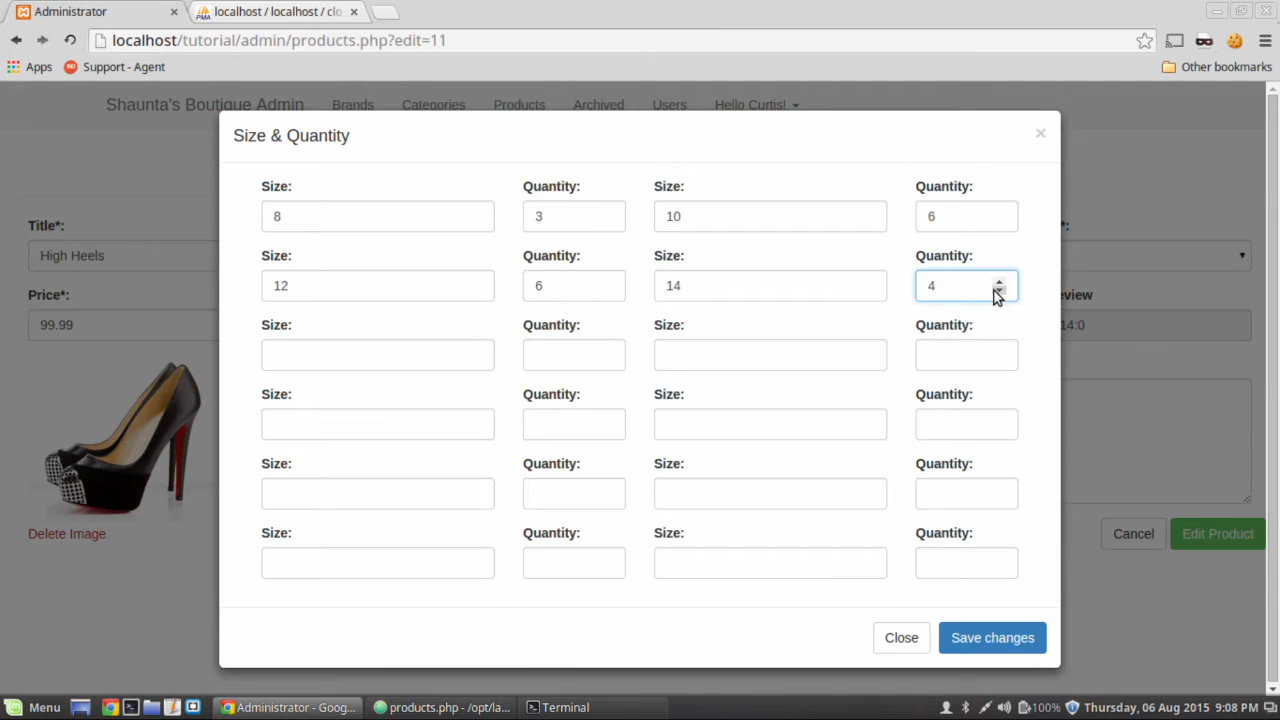 Administrator
localhost / localhost / clo
localhost/tutorial/admin/products.php?edit=11
Apps
Support - Agent
Other bookmarks
Shaunta's Boutique Admin
Brands
Categories
Products
Archived
Users
Hello Curtis!
Size & Quantity
×
Size:
Quantity:
Size:
Quantity:
8
3
10
6
Title*:
*:
High Heels
Size:
Quantity:
Size:
Quantity:
12
6
14
4
Price*:
eview
99.99
14:0
Size:
Quantity:
Size:
Quantity:
Size:
Quantity:
Size:
Quantity:
Size:
Quantity:
Size:
Quantity:
Size:
Quantity:
Size:
Quantity:
Delete Image
Cancel
Edit Product
Close
Save changes
Menu
Administrator - Goog...
products.php - /opt/la...
Terminal
100%
Thursday, 06 Aug 2015 9:08 PM